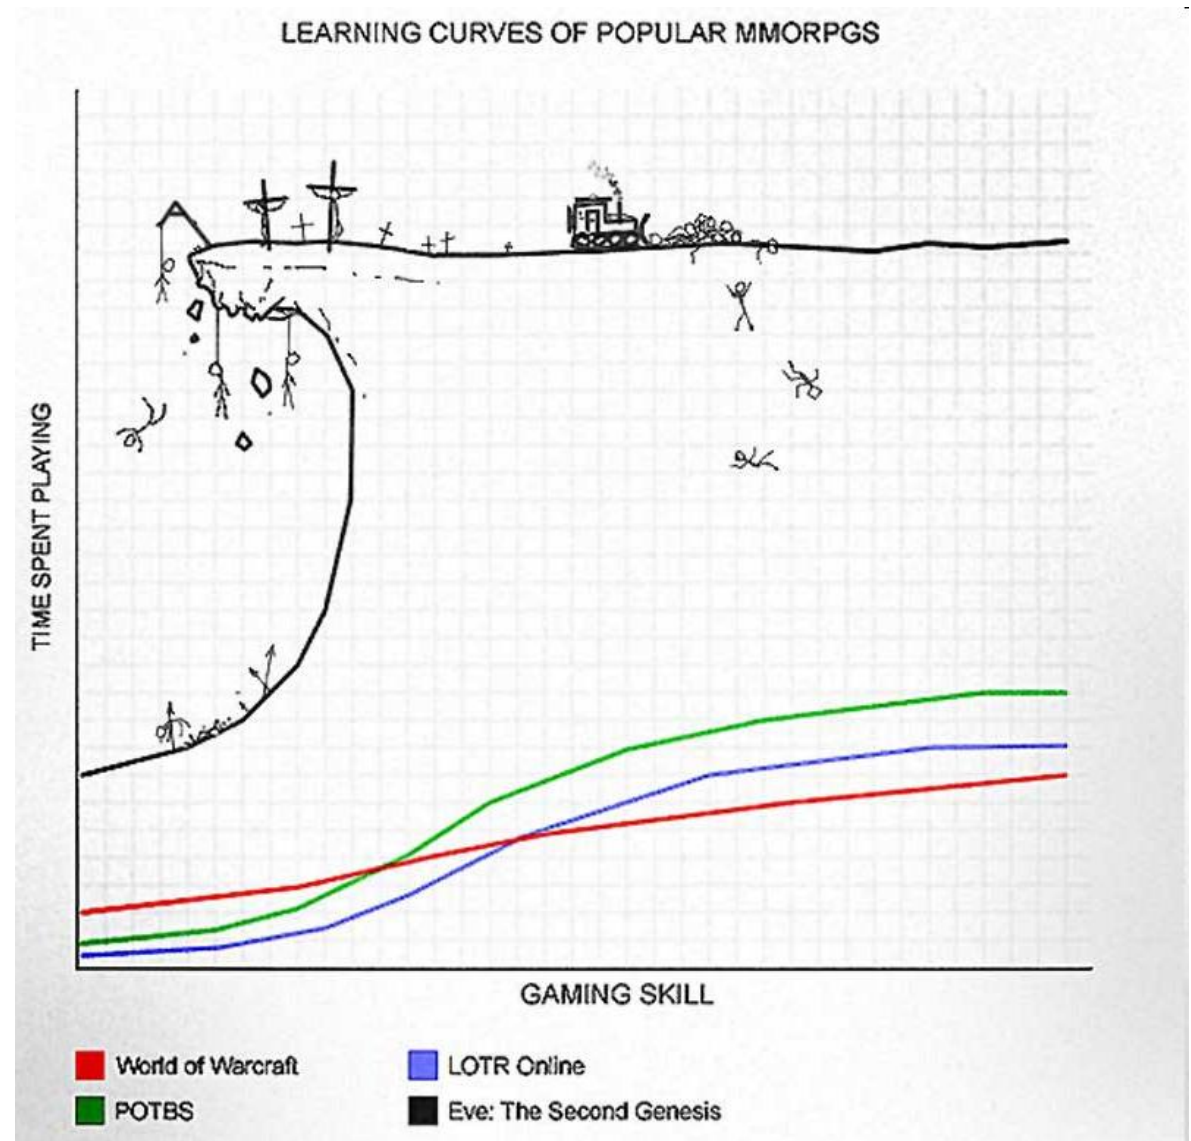 LEARNING CURVES OF POPULAR MMORPGS
TIME SPENT PLAYING
GAMING SKILL
World of Warcraft
LOTR Online
POTBS
Eve: The Second Genesis